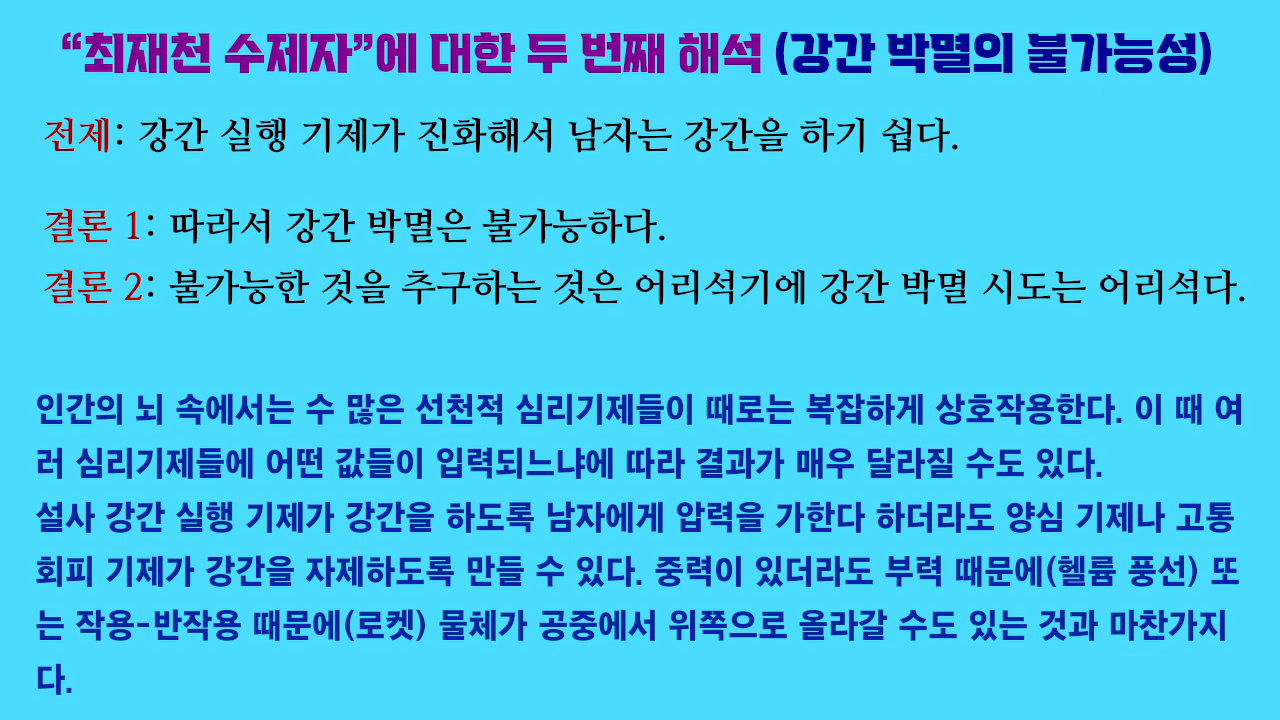 “최재천 수제자”에 대한 두 번째 해석 (강간 박멸의 불가능성)
전제: 강간 실행 기제가 진화해서 남자는 강간을 하기 쉽다.
결론 1: 따라서 강간 박멸은 불가능하다.
결론 2: 불가능한 것을 추구하는 것은 어리석기에 강간 박멸 시도는 어리석다.
인간의 뇌 속에서는 수 많은 선천적 심리기제들이 때로는 복잡하게 상호작용한다. 이 때 여
러 심리기제들에 어떤 값들이 입력되느냐에 따라 결과가 매우 달라질 수도 있다.
설사 강간 실행 기제가 강간을 하도록 남자에게 압력을 가한다 하더라도 양심 기제나 고통
회피 기제가 강간을 자제하도록 만들 수 있다. 중력이 있더라도 부력 때문에(헬륨 풍선) 또
는 작용-반작용 때문에(로켓) 물체가 공중에서 위쪽으로 올라갈 수도 있는 것과 마찬가지
다.